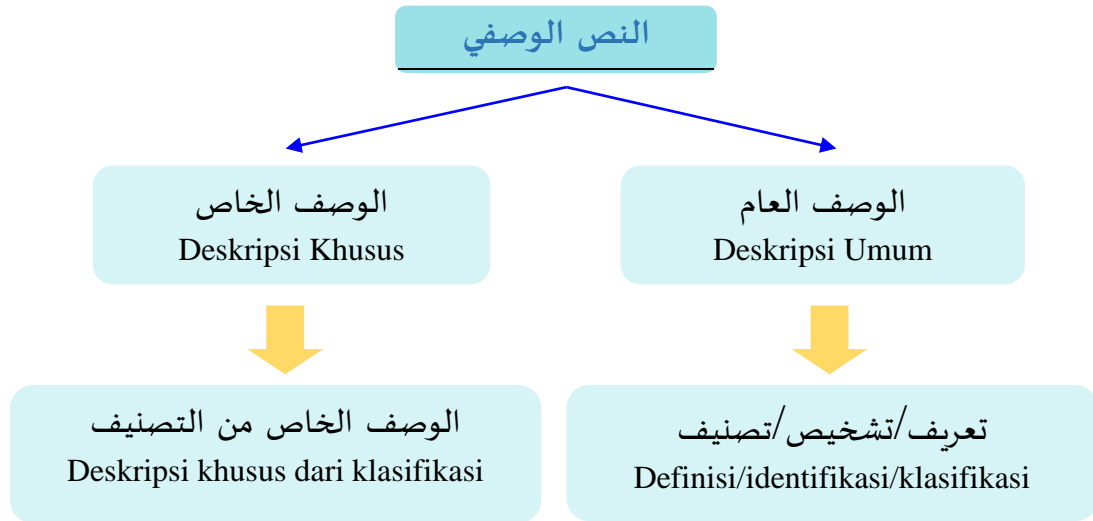 النص الوصفي
الوصف العام
Deskripsi Umum
الوصف الخاص
Deskripsi Khusus
تعريف/تشخيص/تصنيف
Definisi/identifikasi/klasifikasi
الوصف الخاص من التصنيف
Deskripsi khusus dari klasifikasi